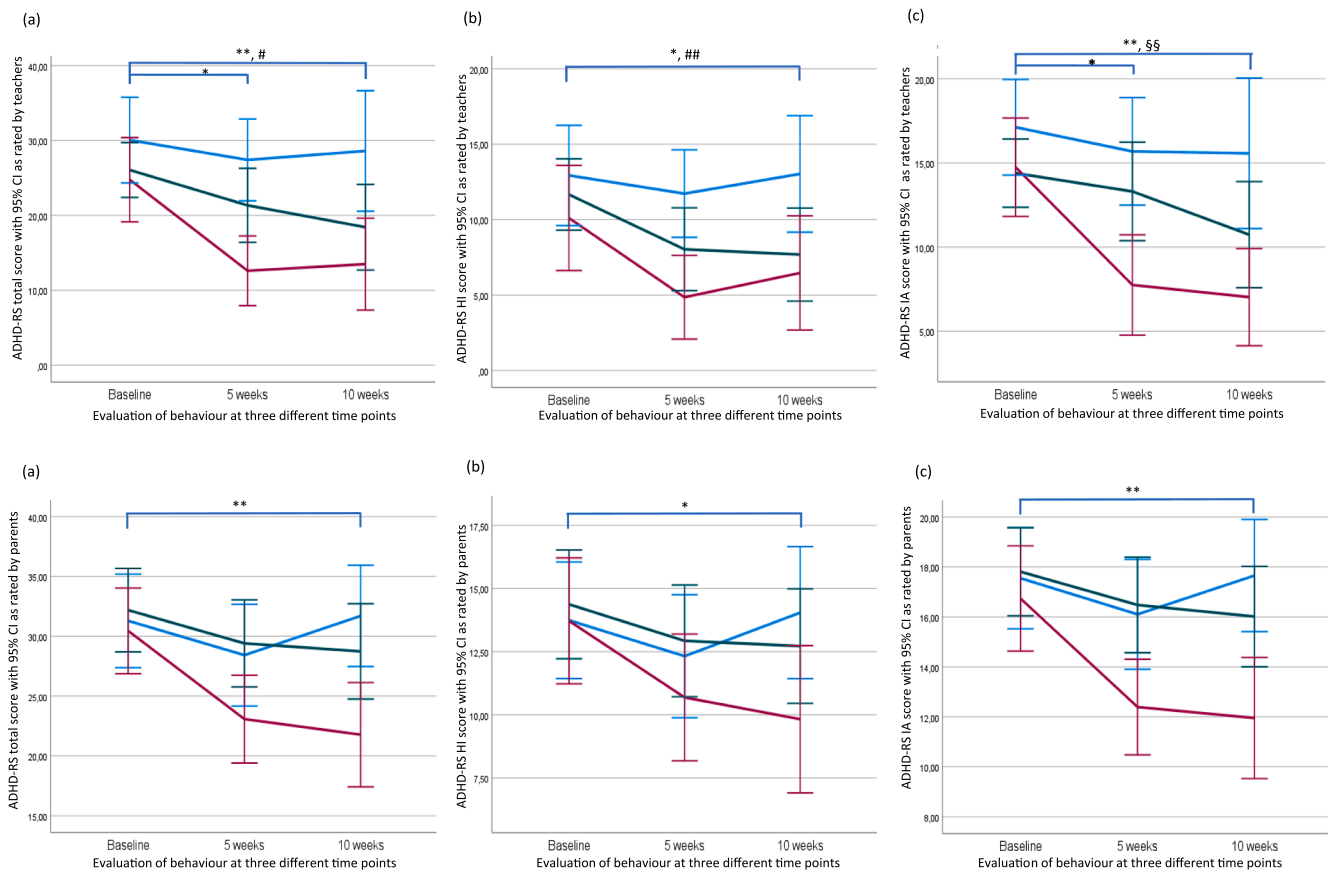 (a)
ADHD-RS total score with 95% CI as rated by teachers
**, #
*
40,00
30,00
20,00
10,00
,00
Baseline
5 weeks
10 weeks
Evaluation of behaviour at three different time points
(b)
ADHD-RS HI score with 95% CI as rated by teachers
*, ##
20,00
15,00
10,00
5,00
,00
Baseline
5 weeks
10 weeks
Evaluation of behaviour at three different time points
(c)
ADHD-RS IA score with 95% CI as rated by teachers
**, §§
*
20,00
15,00
10,00
5,00
Baseline
5 weeks
10 weeks
Evaluation of behaviour at three different time points
(a)
ADHD-RS total score with 95% CI as rated by parents
**
40,00
35,00
30,00
25,00
20,00
15,00
Baseline
5 weeks
10 weeks
Evaluation of behaviour at three different time points
(b)
ADHD-RS HI score with 95% CI as rated by parents
*
17,50
15,00
12,50
10,00
7,50
Baseline
5 weeks
10 weeks
Evaluation of behaviour at three different time points
(c)
ADHD-RS IA score with 95% CI as rated by parents
**
20,00
18,00
16,00
14,00
12,00
10,00
8,00
Baseline
5 weeks
10 weeks
Evaluation of behaviour at three different time points